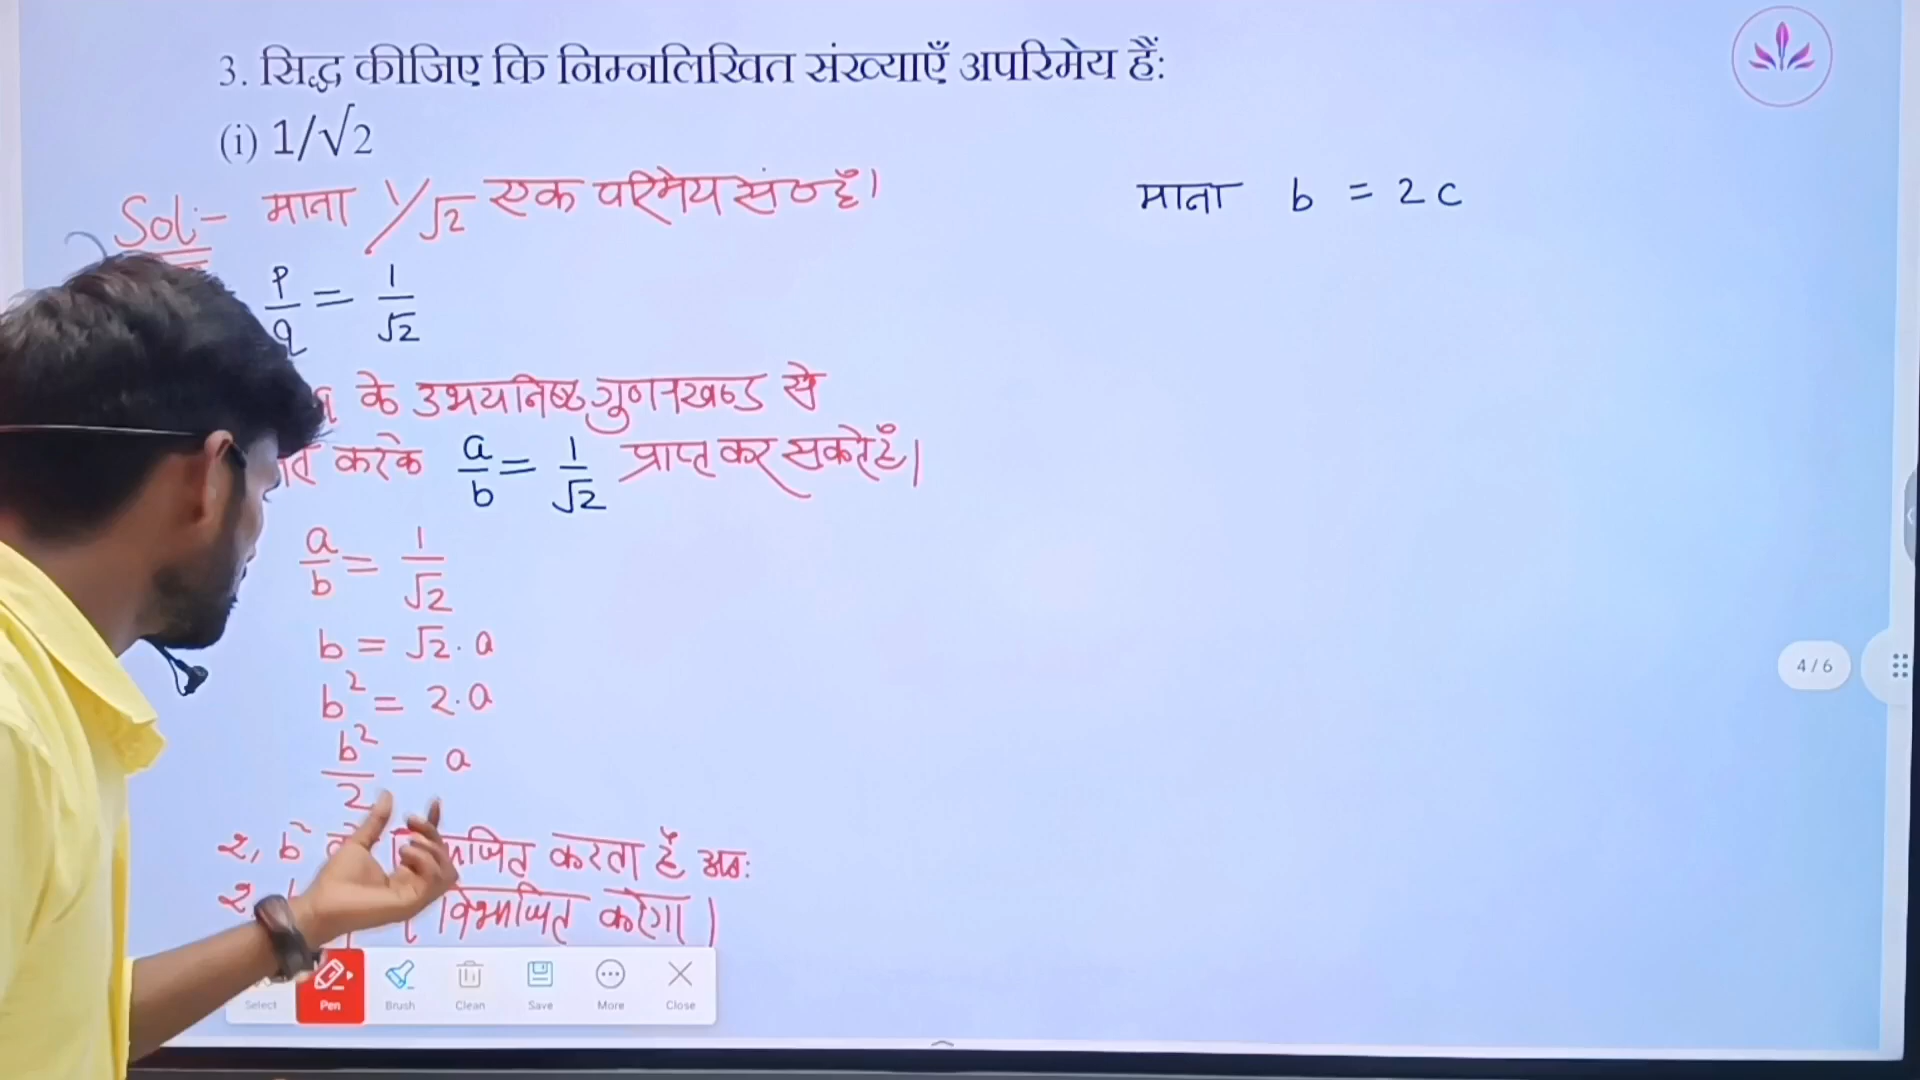 3. सिद्ध कीजिए कि निम्नलिखित संख्याएँ अपरिमेय हैं:
(i) 1/√2
Sol:- माना 1/√2 एक परिमेय सं० है।
p/q = 1/√2
q के उभयनिष्ठ गुणनखण्ड से
करके a/b = 1/√2 प्राप्त कर सकते हैं।
a/b = 1/√2
b = √2 · a
b² = 2 · a
b²/2 = a
2, b² विभाजित करता है अतः
2, विभाजित करेगा।
माना b = 2c
4 / 6
Select Pen Brush Clean Save More Close